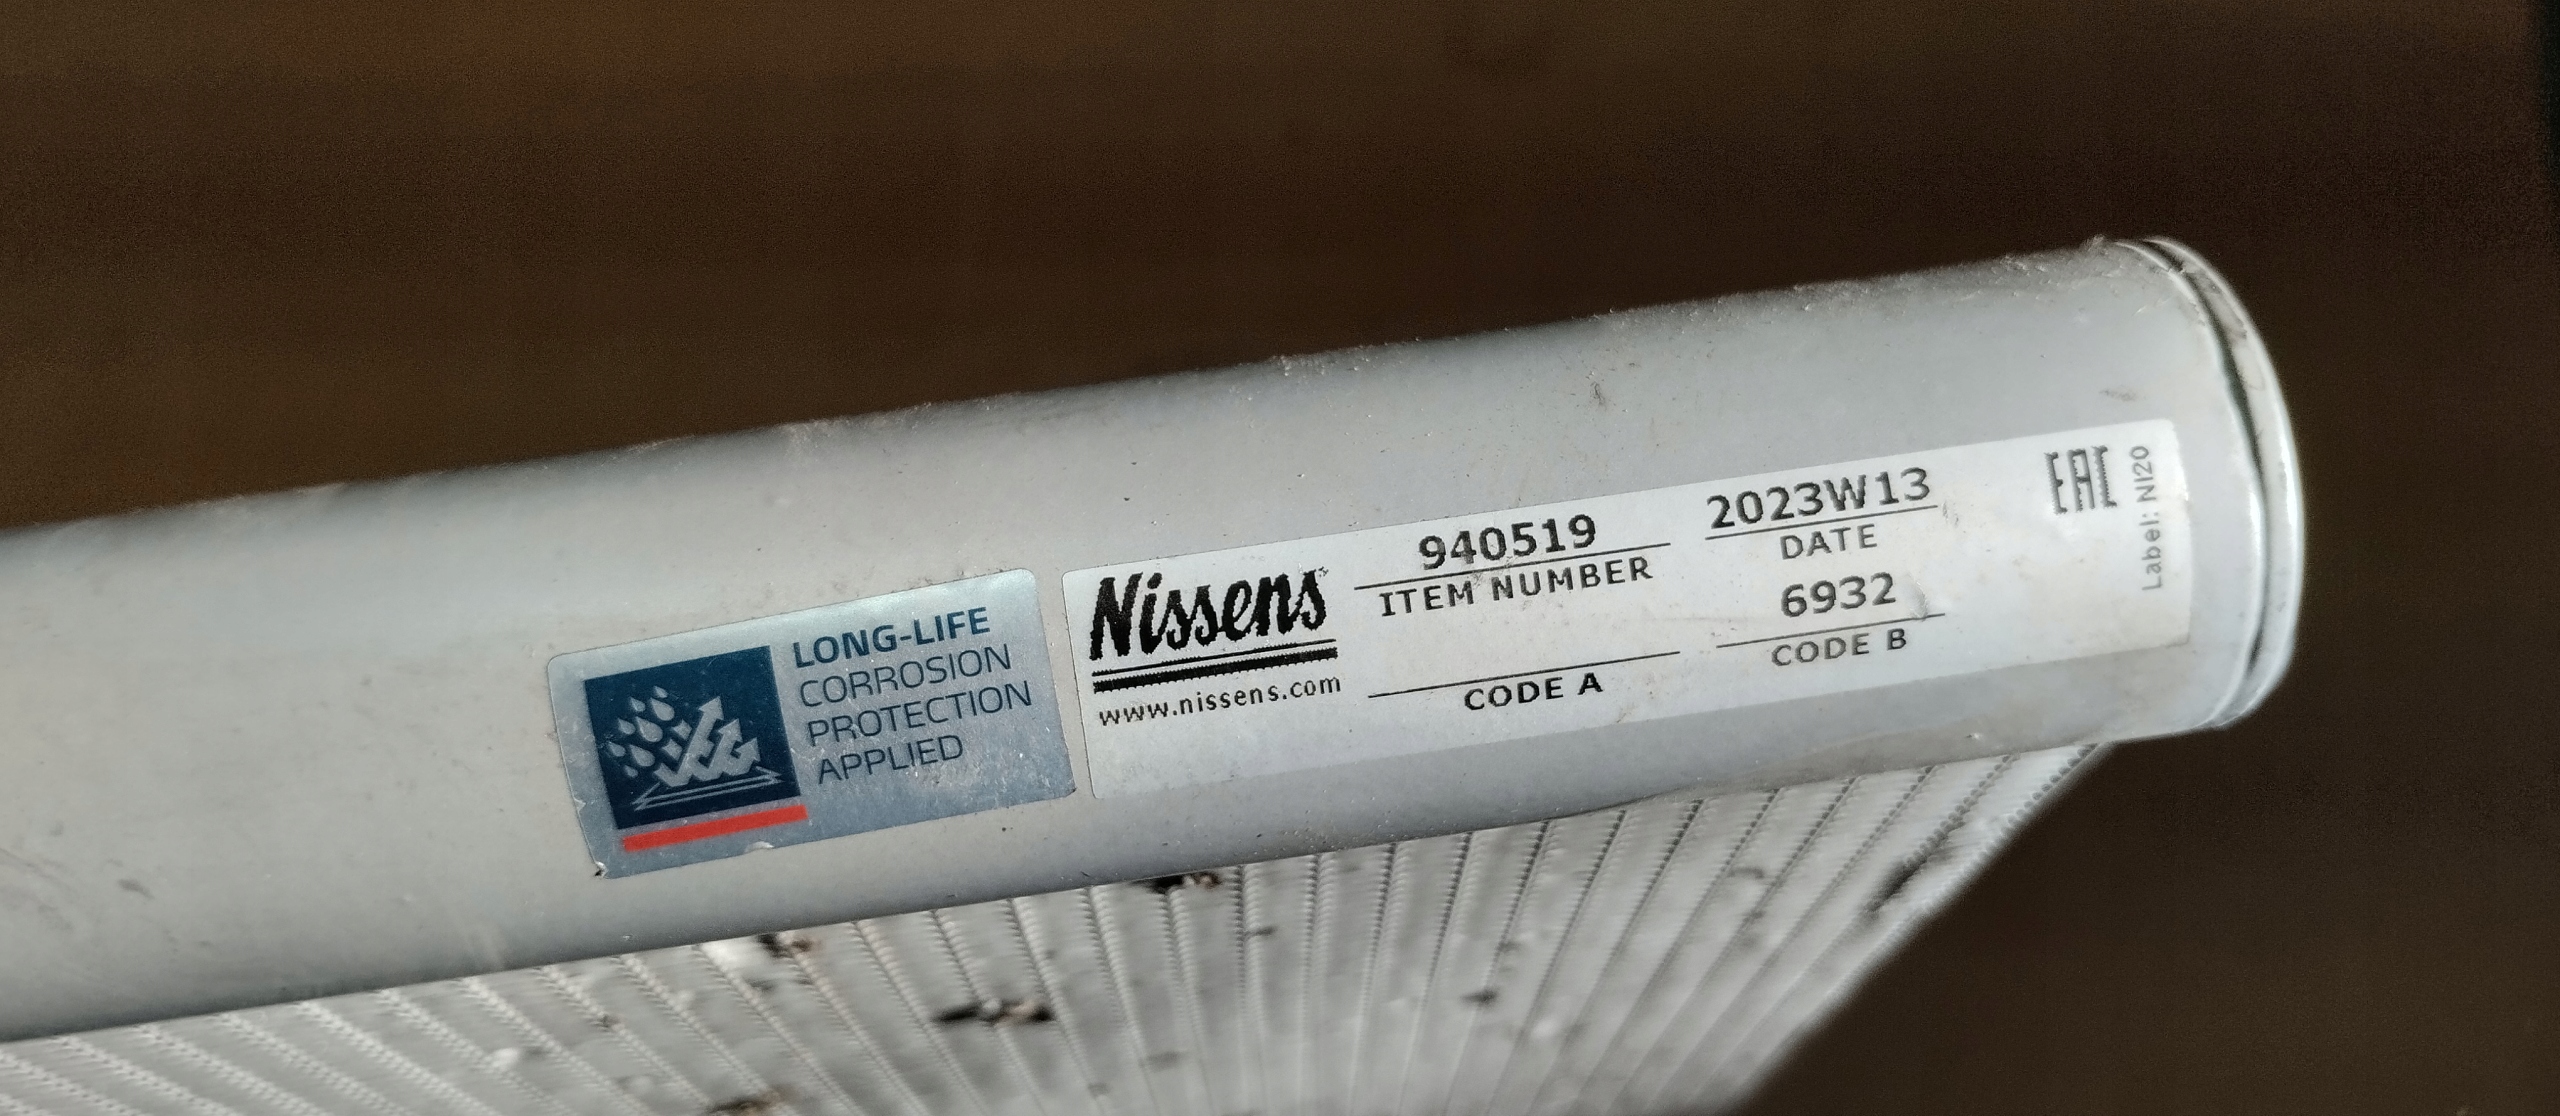 LONG-LIFE
CORROSION
PROTECTION
APPLIED
Nissens
www.nissens.com
940519
ITEM NUMBER
CODE A
2023W13
DATE
6932
CODE B
EAC
Label: NI20